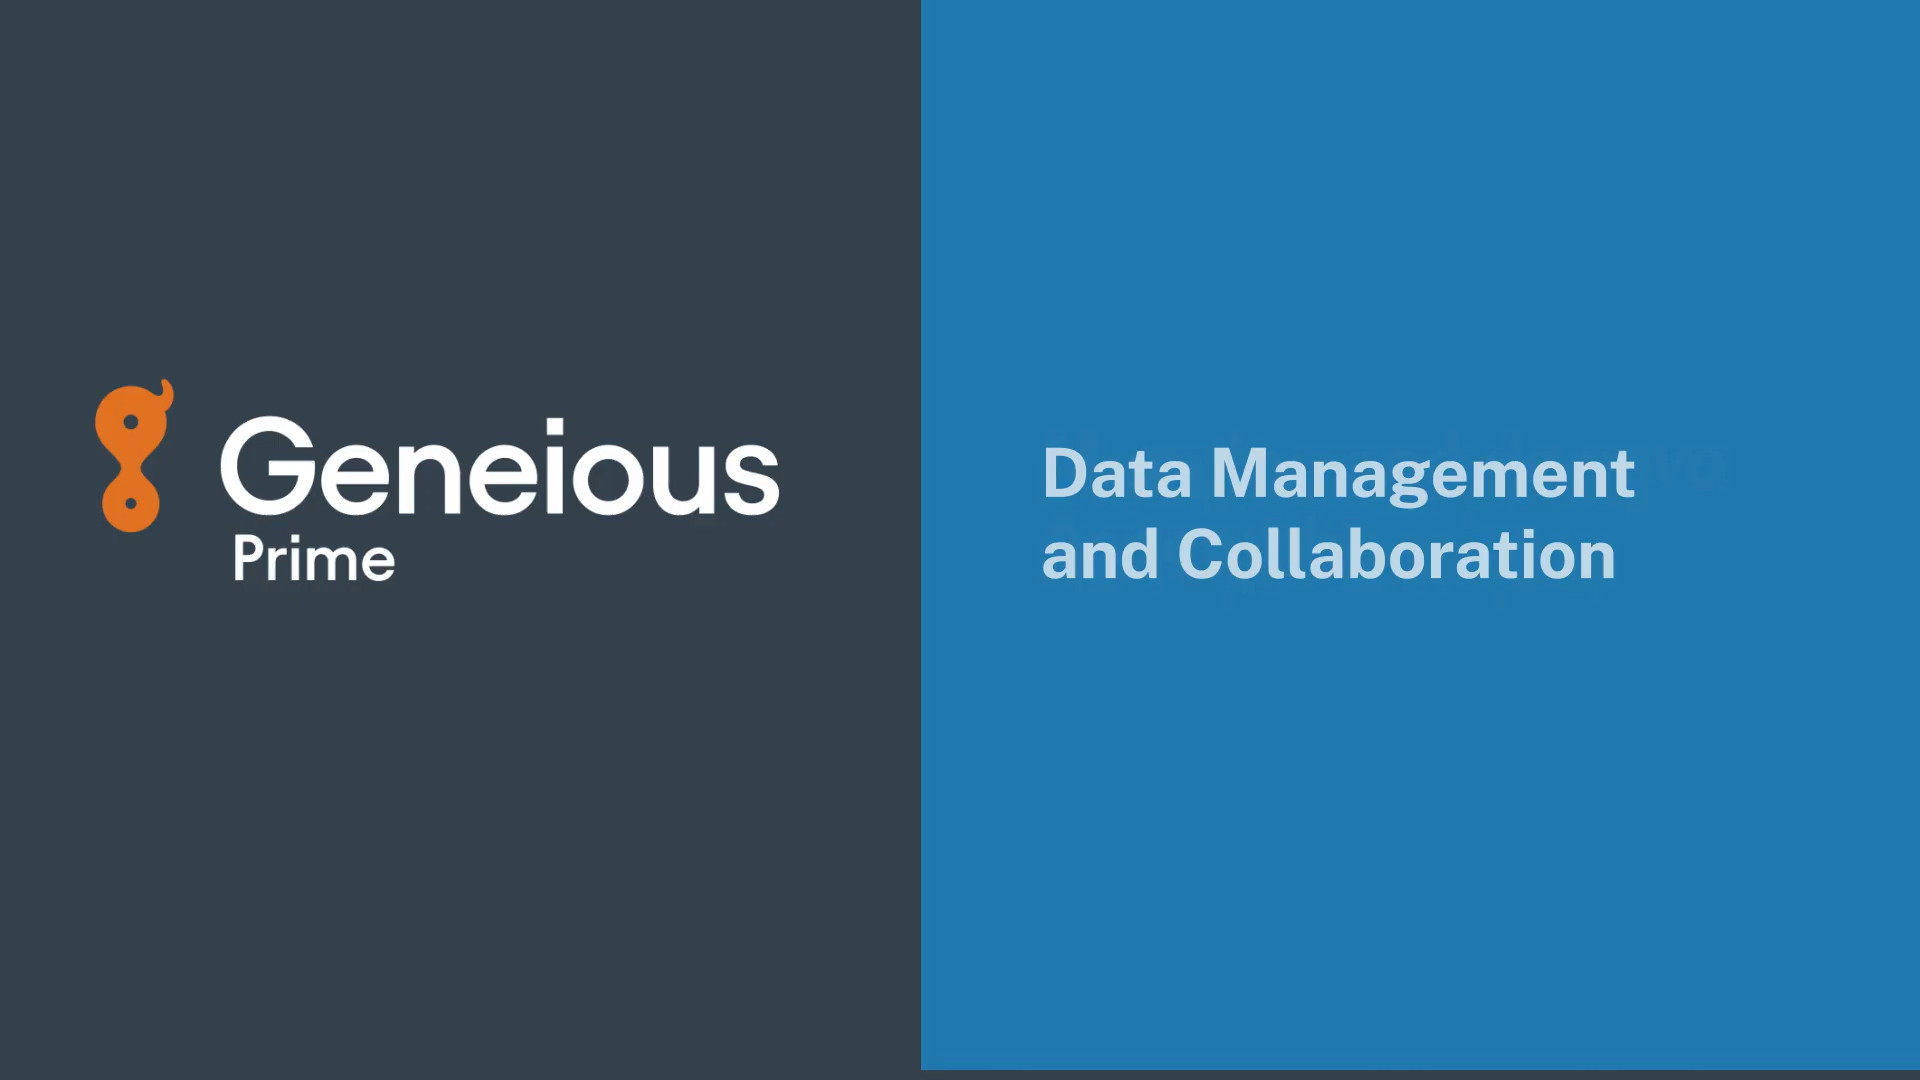 Geneious
Prime
Data Management
and Collaboration